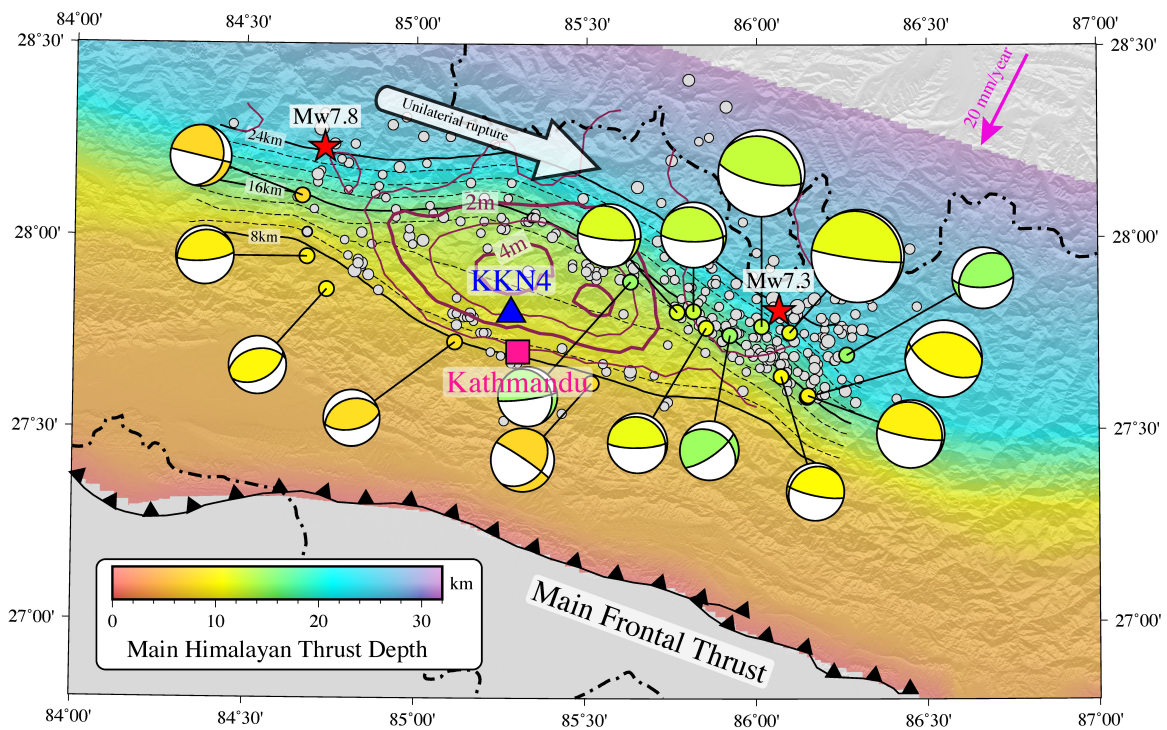 84˚00'
84˚30'
85˚00'
85˚30'
86˚00'
86˚30'
87˚00'
28˚30'
28˚30'
20 mm/year
Unilateral rupture
Mw7.8
24km
16km
2m
8km
28˚00'
28˚00'
4m
KKN4
Mw7.3
Kathmandu
27˚30'
27˚30'
km
0
10
20
30
Main Himalayan Thrust Depth
Main Frontal Thrust
27˚00'
27˚00'
84˚00'
84˚30'
85˚00'
85˚30'
86˚00'
86˚30'
87˚00'